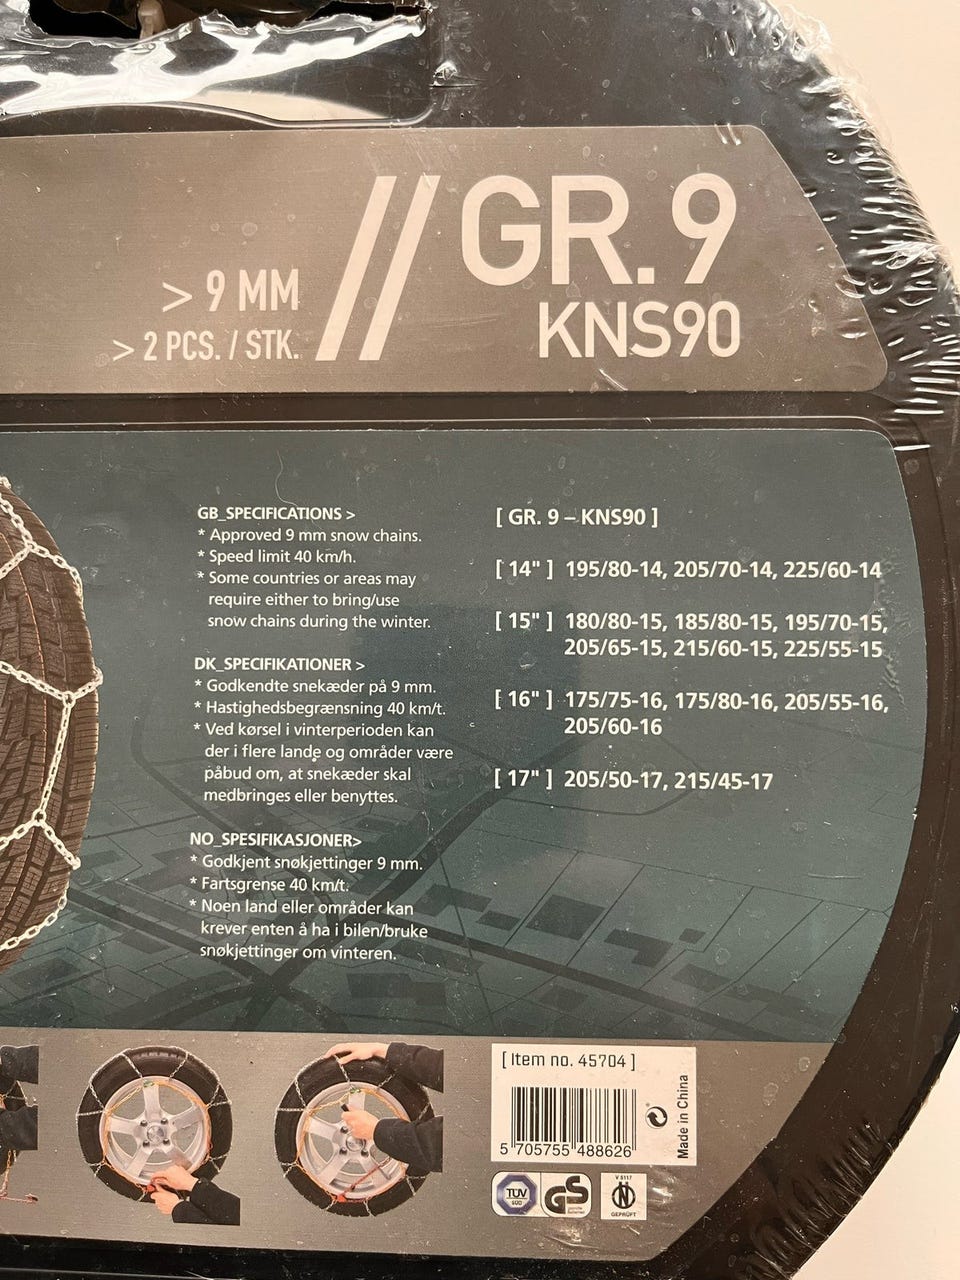 GR. 9
> 9 MM
KNS90
> 2 PCS. / STK.
GB_SPECIFICATIONS >
* Approved 9 mm snow chains.
* Speed limit 40 km/h.
* Some countries or areas may
require either to bring/use
snow chains during the winter.
DK_SPECIFIKATIONER >
* Godkendte snekæder på 9 mm.
* Hastighedsbegrænsning 40 km/t.
* Ved kørsel i vinterperioden kan
der i flere lande og områder være
påbud om, at snekæder skal
medbringes eller benyttes.
NO_SPESIFIKASJONER>
* Godkjent snøkjettinger 9 mm.
* Fartsgrense 40 km/t.
* Noen land eller områder kan
krever enten å ha i bilen/bruke
snøkjettinger om vinteren.
[ GR. 9 – KNS90 ]
[ 14" ] 195/80-14, 205/70-14, 225/60-14
[ 15" ] 180/80-15, 185/80-15, 195/70-15,
205/65-15, 215/60-15, 225/55-15
[ 16" ] 175/75-16, 175/80-16, 205/55-16,
205/60-16
[ 17" ] 205/50-17, 215/45-17
[ Item no. 45704 ]
5 705755 488626
Made in China
TÜV
GS
V 5117
N
GEPRÜFT